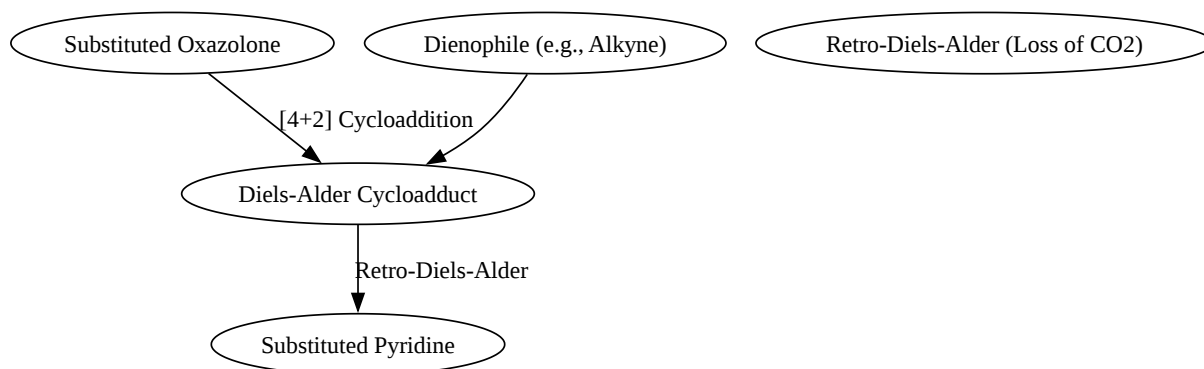 Substituted Oxazolone
Dienophile (e.g., Alkyne)
Retro-Diels-Alder (Loss of CO2)
[4+2] Cycloaddition
Diels-Alder Cycloadduct
Retro-Diels-Alder
Substituted Pyridine